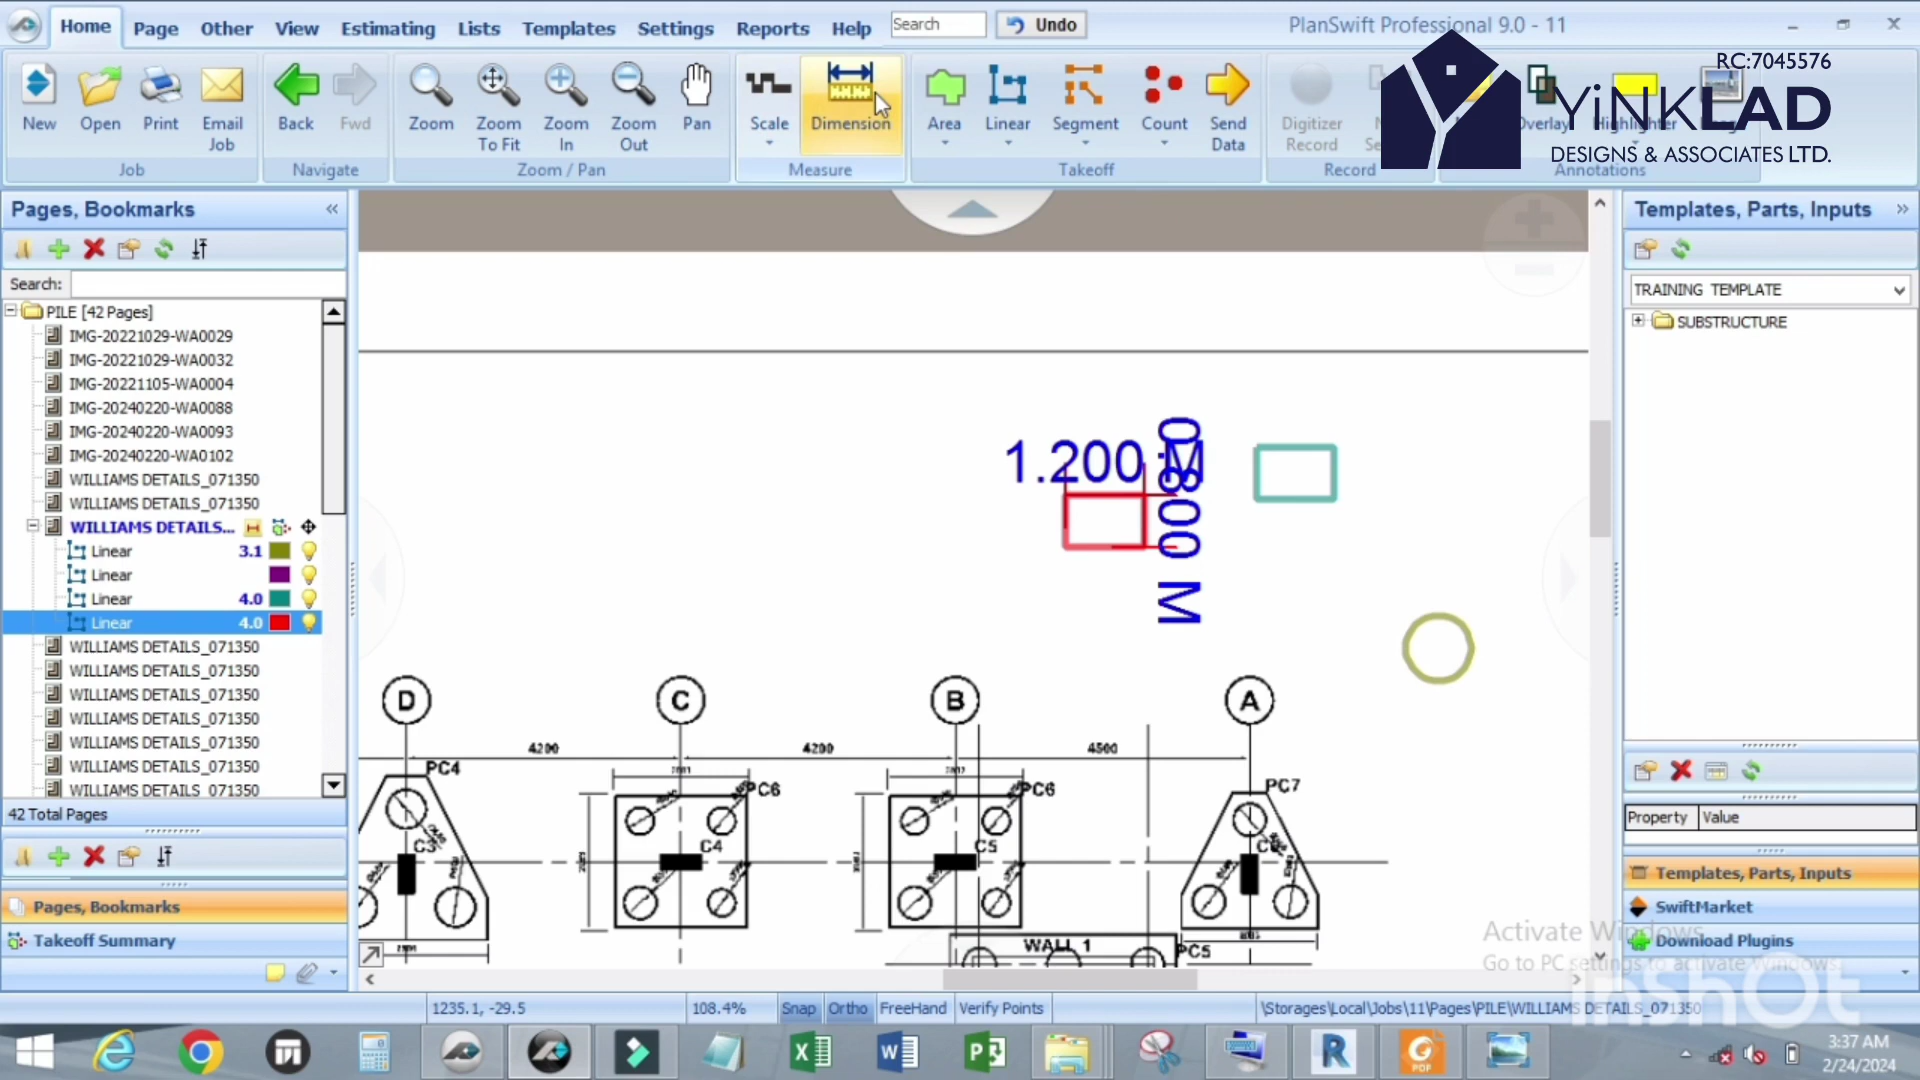 Home Page Other View Estimating Lists Templates Settings Reports Help Search Undo
PlanSwift Professional 9.0 - 11
RC:7045576
YiNKLAD
DESIGNS & ASSOCIATES LTD.
New Open Print Email Job
Back Fwd
Zoom Zoom To Fit Zoom In Zoom Out Pan
Scale Dimension
Area Linear Segment Count Send Data
Digitizer Record
Overlay Highlighter
Job Navigate Zoom / Pan Measure Takeoff Record Annotations
Pages, Bookmarks
Search:
PILE [42 Pages]
IMG-20221029-WA0029
IMG-20221029-WA0032
IMG-20221105-WA0004
IMG-20240220-WA0088
IMG-20240220-WA0093
IMG-20240220-WA0102
WILLIAMS DETAILS_071350
WILLIAMS DETAILS_071350
WILLIAMS DETAILS...
Linear 3.1
Linear
Linear 4.0
Linear 4.0
WILLIAMS DETAILS_071350
WILLIAMS DETAILS_071350
WILLIAMS DETAILS_071350
WILLIAMS DETAILS_071350
WILLIAMS DETAILS_071350
WILLIAMS DETAILS_071350
WILLIAMS DETAILS_071350
42 Total Pages
Pages, Bookmarks
Takeoff Summary
1.200 M
0.800 M
D C B A
4200 4200 4500
PC4 PC6 PC6 PC7
C3 C4 C5
WALL 1
PC5
Templates, Parts, Inputs
TRAINING TEMPLATE
SUBSTRUCTURE
Property Value
Templates, Parts, Inputs
SwiftMarket
Download Plugins
Activate Windows
Go to PC settings to activate Windows.
InShOt
1235.1, -29.5
108.4%
Snap Ortho FreeHand Verify Points
\Storages\Local\Jobs\11\Pages\PILE\WILLIAMS DETAILS_071350
3:37 AM
2/24/2024